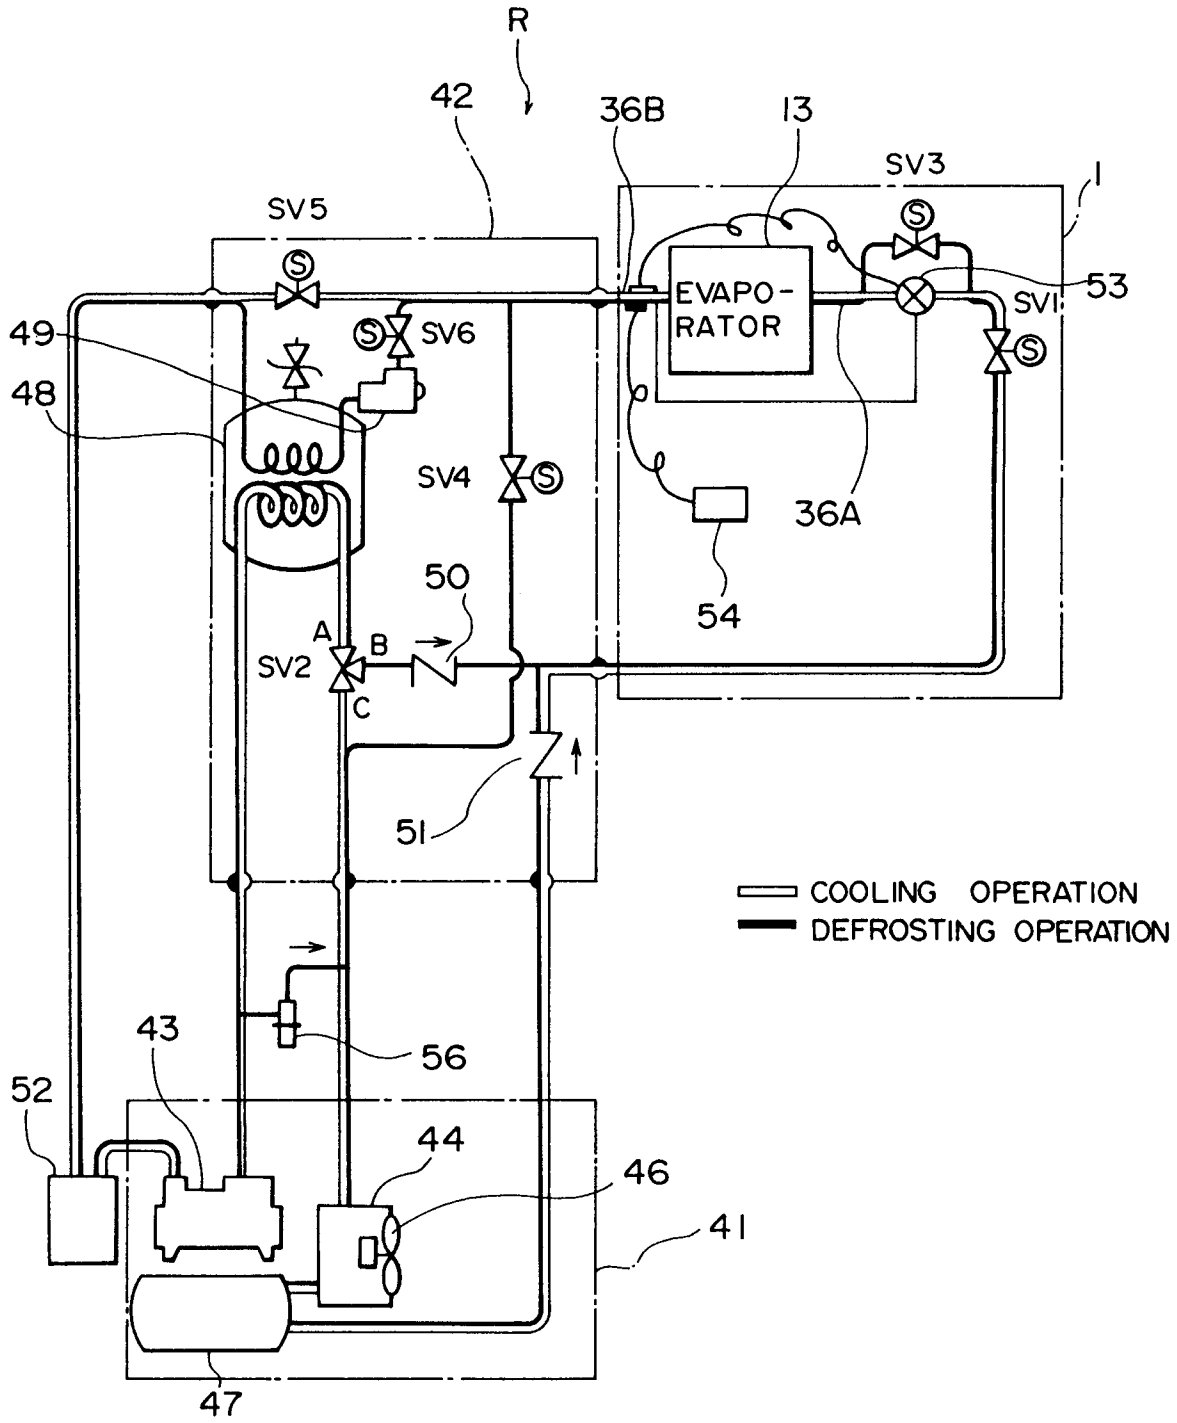 R
42
36B
13
SV3
1
SV5
S
S
53
EVAPO-
RATOR
SV1
49
S
SV6
S
48
SV4
S
36A
50
54
A
B
SV2
C
51
COOLING OPERATION
DEFROSTING OPERATION
43
56
52
44
46
41
47